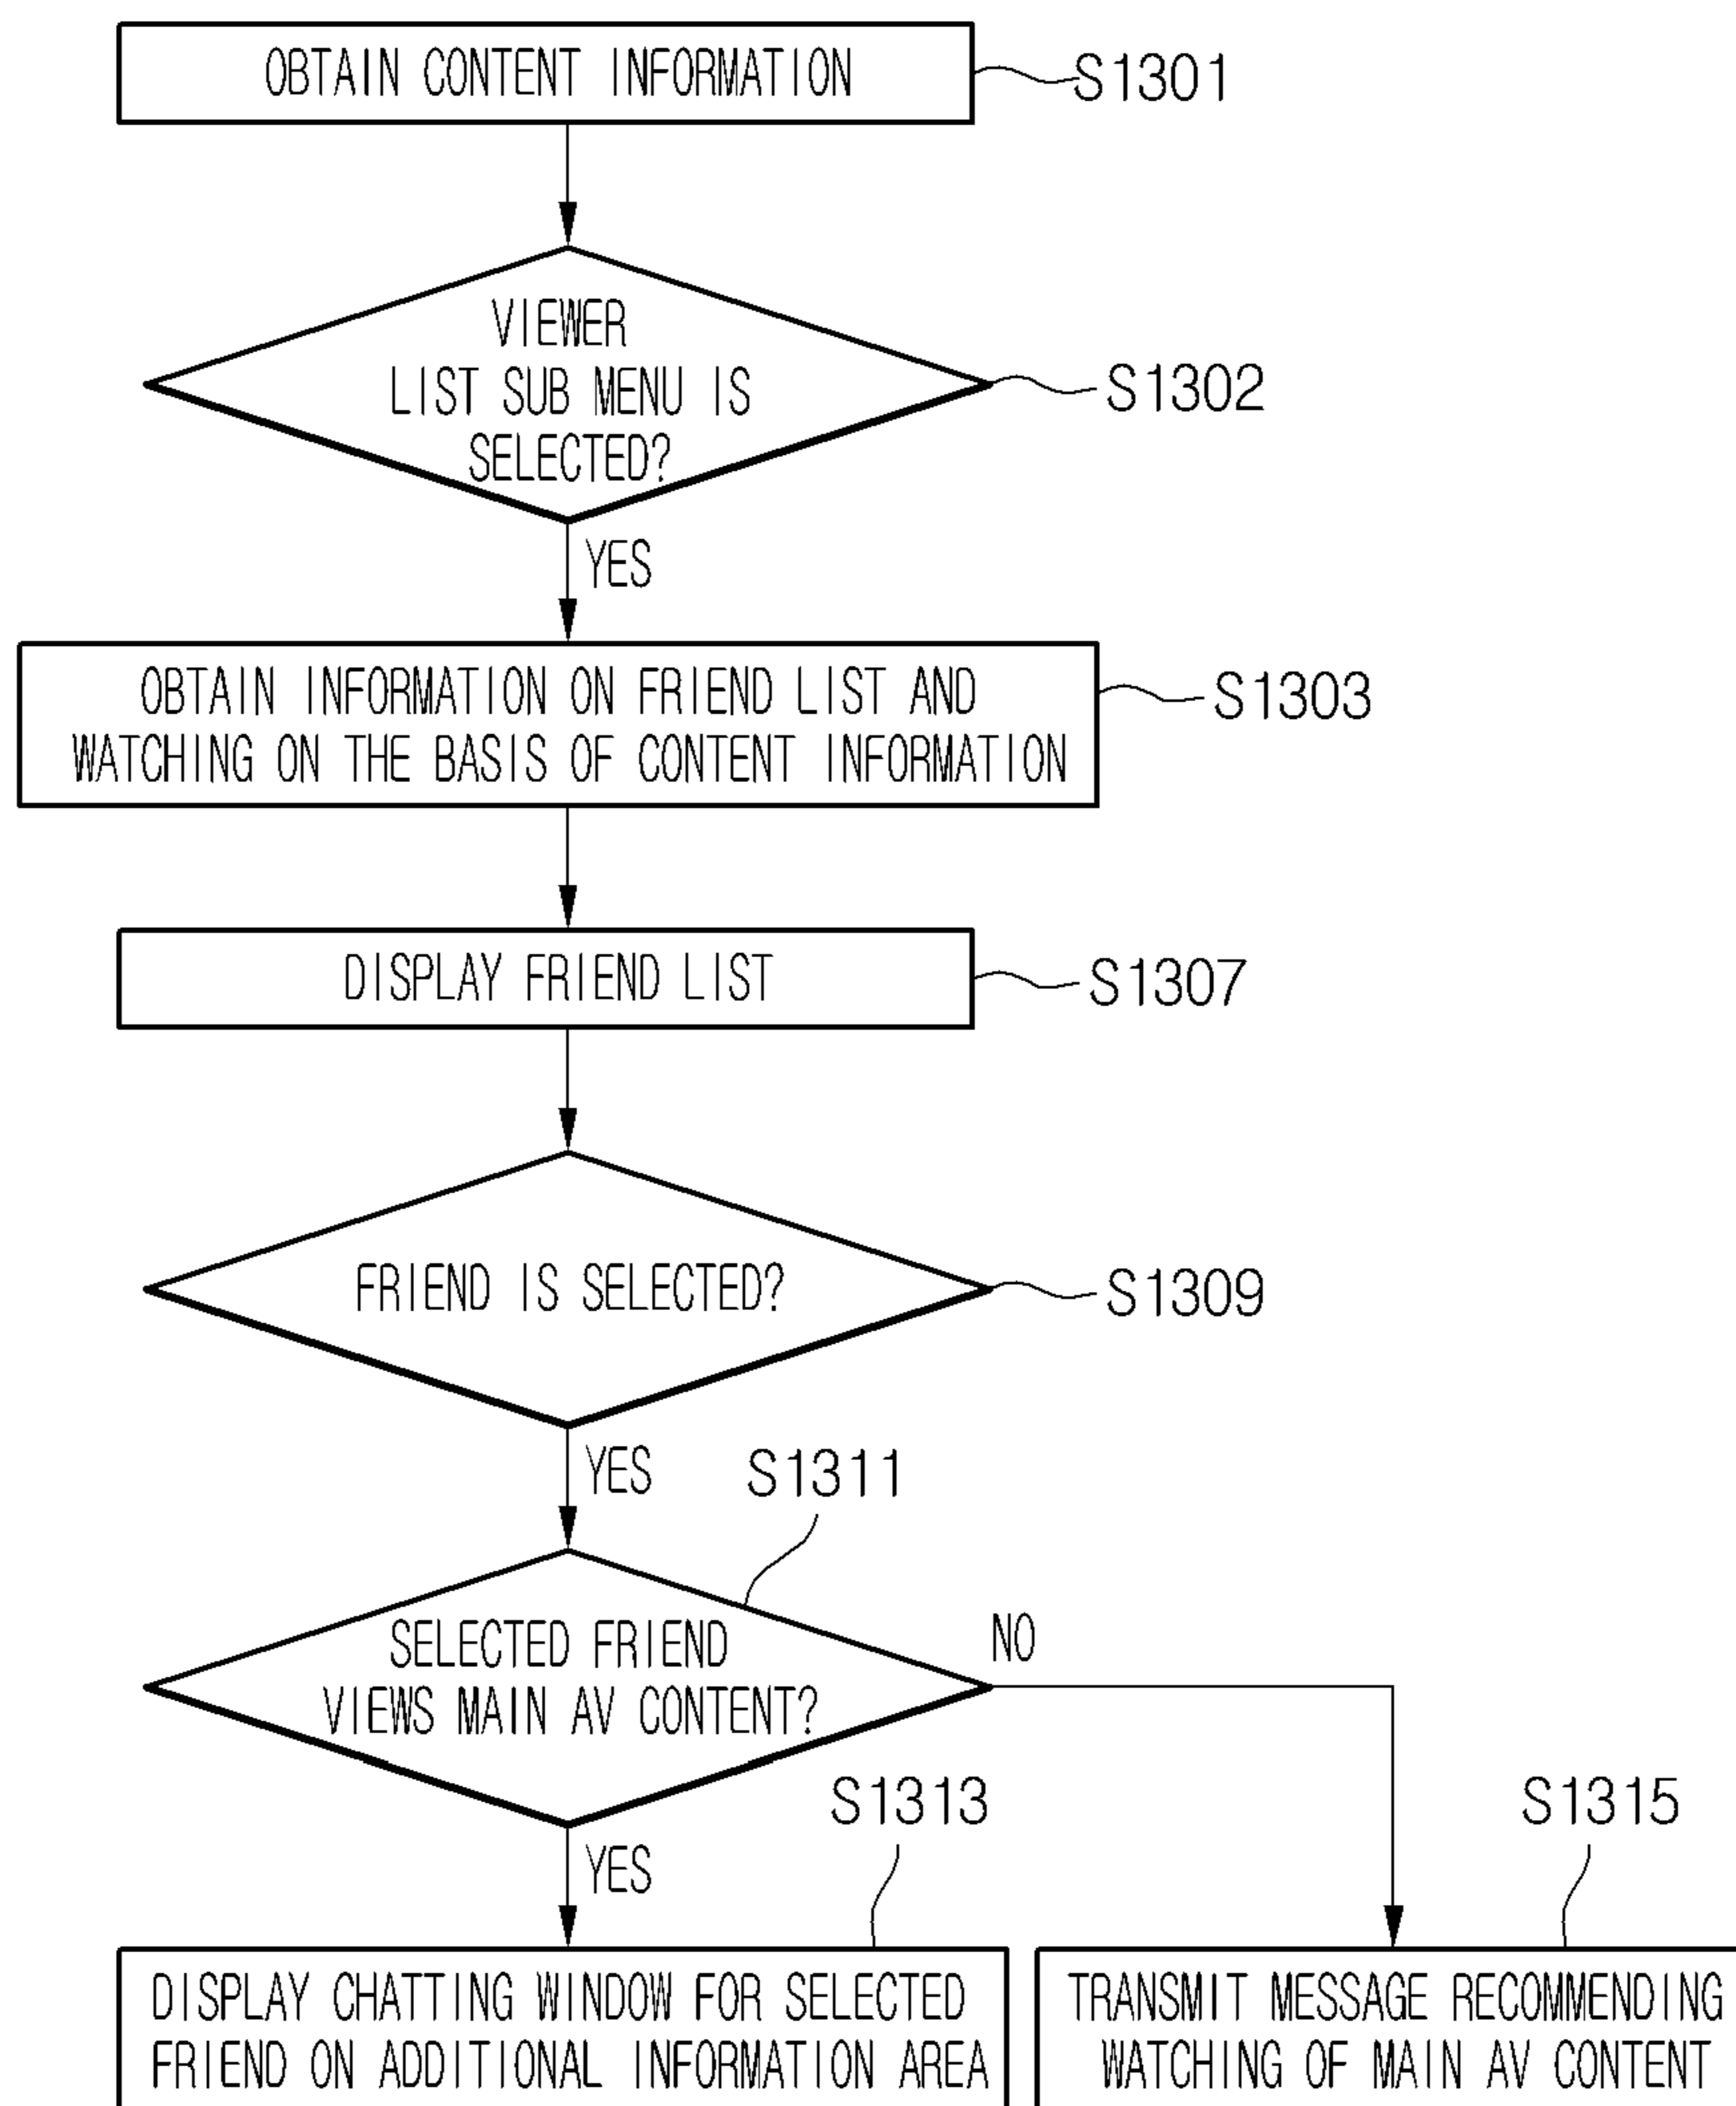 OBTAIN CONTENT INFORMATION
S1301
VIEWER
LIST SUB MENU IS
SELECTED?
S1302
YES
OBTAIN INFORMATION ON FRIEND LIST AND
WATCHING ON THE BASIS OF CONTENT INFORMATION
S1303
DISPLAY FRIEND LIST
S1307
FRIEND IS SELECTED?
S1309
YES
S1311
SELECTED FRIEND
VIEWS MAIN AV CONTENT?
NO
YES
S1313
DISPLAY CHATTING WINDOW FOR SELECTED
FRIEND ON ADDITIONAL INFORMATION AREA
S1315
TRANSMIT MESSAGE RECOMMENDING
WATCHING OF MAIN AV CONTENT